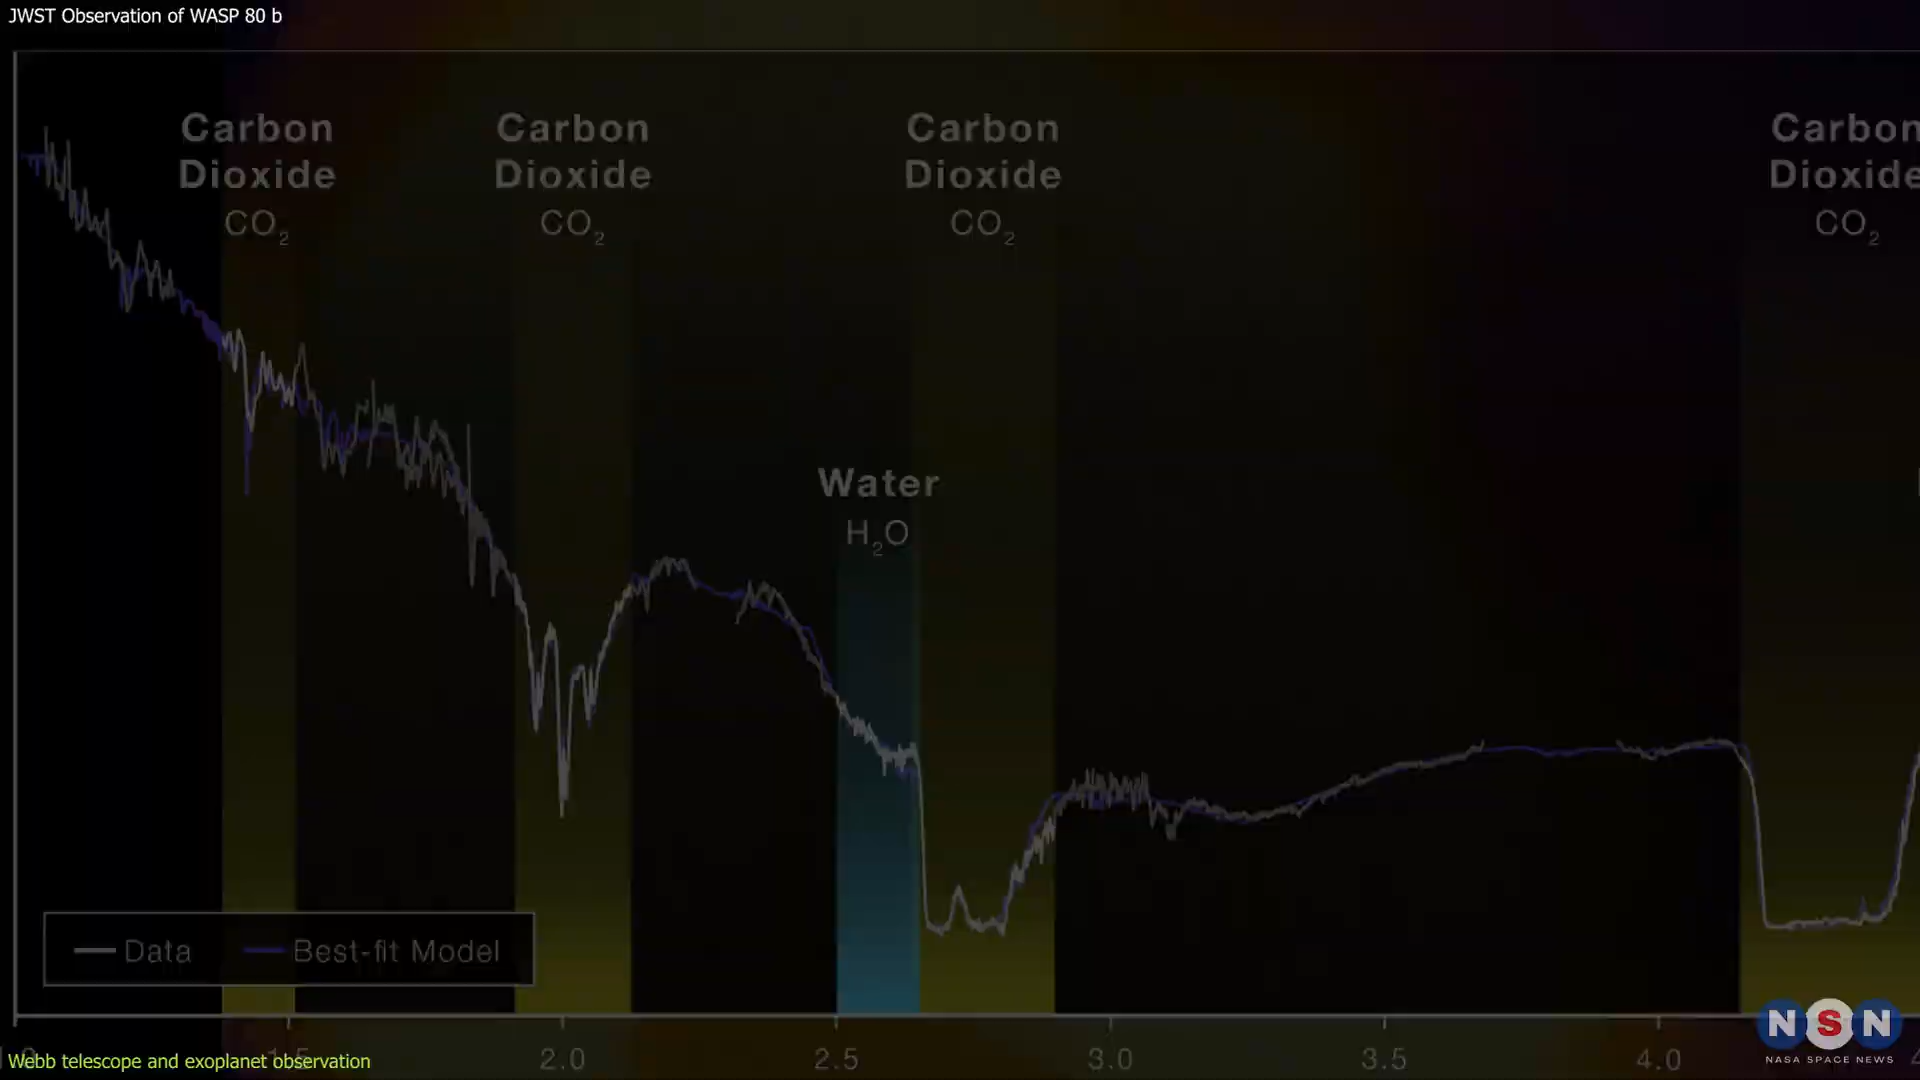 JWST Observation of WASP 80 b
Carbon Dioxide CO2
Carbon Dioxide CO2
Carbon Dioxide CO2
Carbon Dioxide CO2
Water H2O
Data
Best-fit Model
1.5 2.0 2.5 3.0 3.5 4.0
Webb telescope and exoplanet observation
NSN
NASA SPACE NEWS